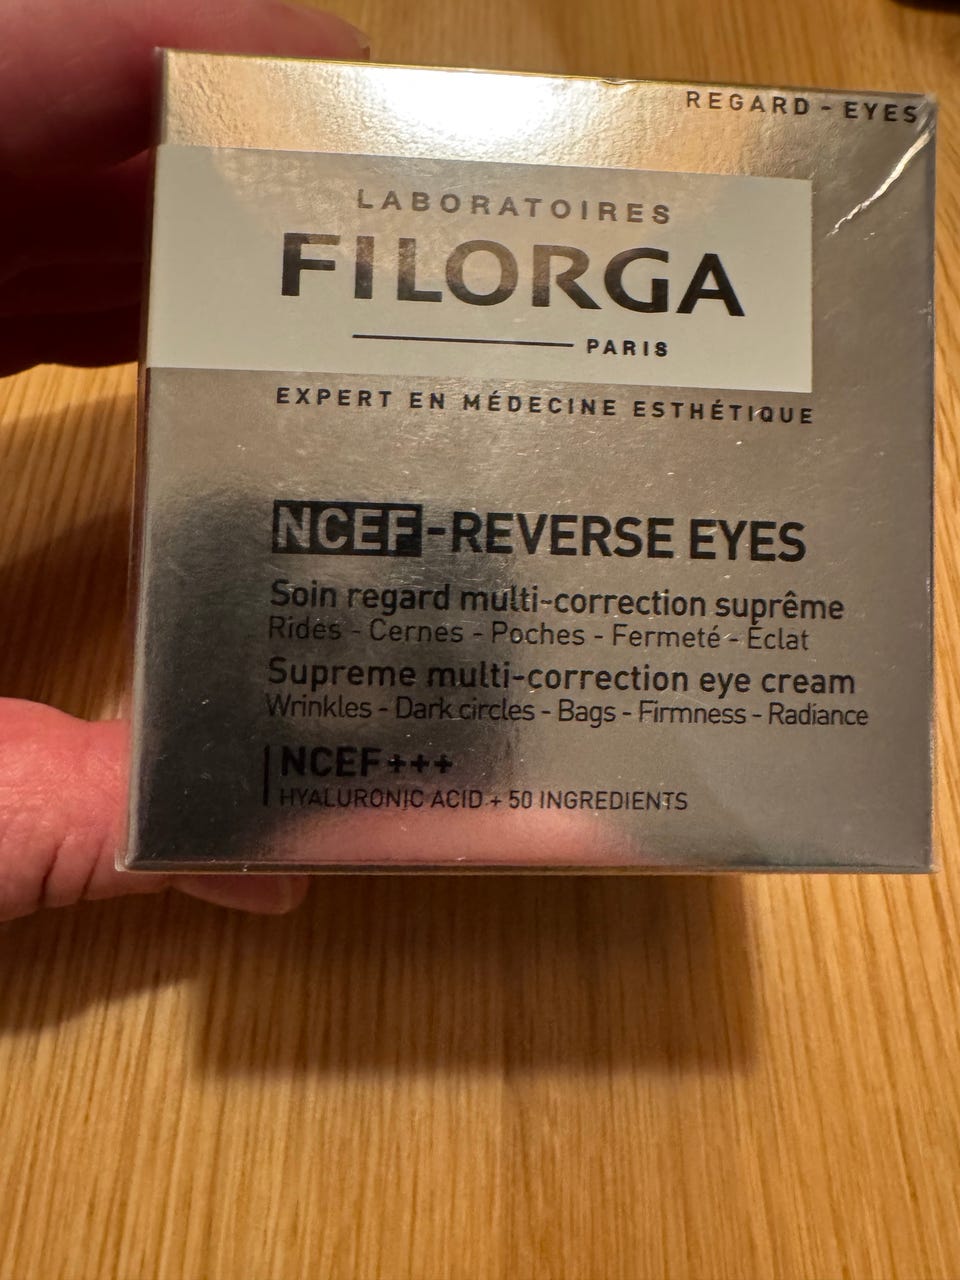 REGARD - EYES
LABORATOIRES
FILORGA
PARIS
EXPERT EN MÉDECINE ESTHÉTIQUE
NCEF-REVERSE EYES
Soin regard multi-correction suprême
Rides - Cernes - Poches - Fermeté - Éclat
Supreme multi-correction eye cream
Wrinkles - Dark circles - Bags - Firmness - Radiance
NCEF+++
HYALURONIC ACID + 50 INGREDIENTS